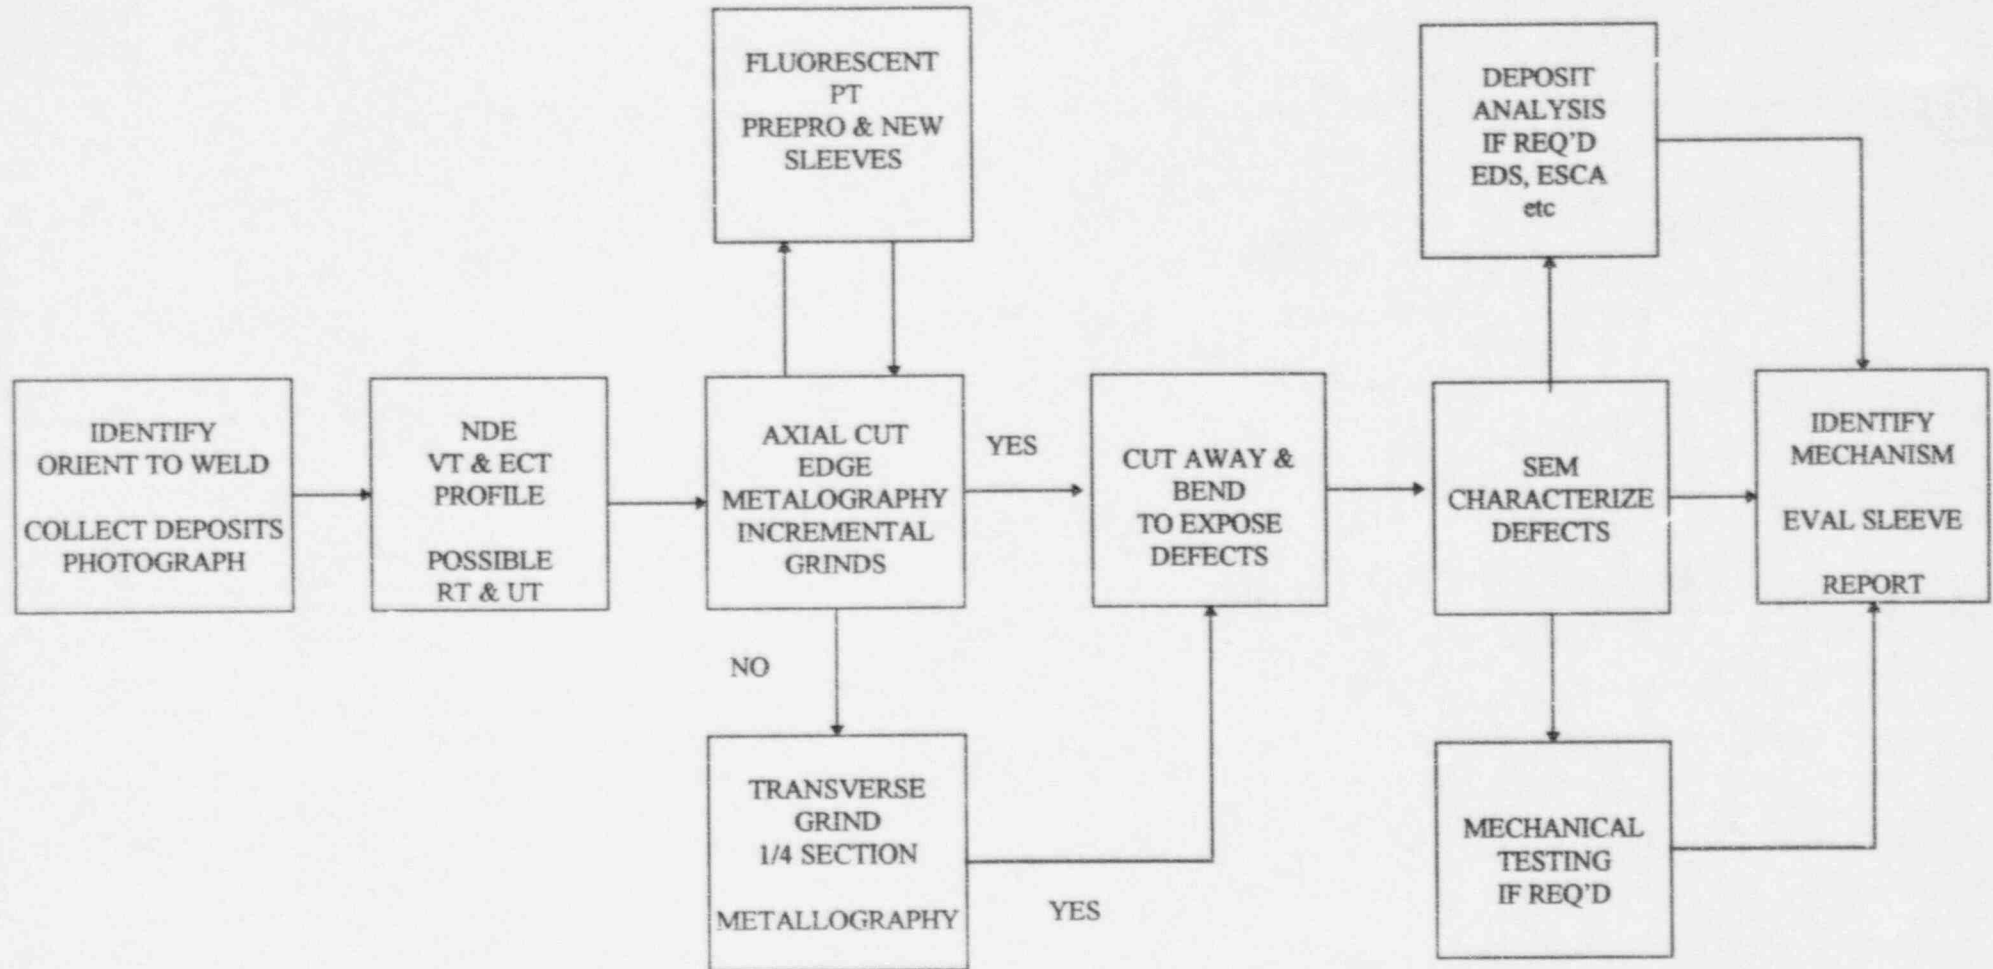 FLUORESCENT
PT
PREPRO & NEW
SLEEVES
DEPOSIT
ANALYSIS
IF REQ'D
EDS, ESCA
etc
IDENTIFY
ORIENT TO WELD
COLLECT DEPOSITS
PHOTOGRAPH
NDE
VT & ECT
PROFILE
POSSIBLE
RT & UT
AXIAL CUT
EDGE
METALOGRAPHY
INCREMENTAL
GRINDS
YES
CUT AWAY &
BEND
TO EXPOSE
DEFECTS
SEM
CHARACTERIZE
DEFECTS
IDENTIFY
MECHANISM
EVAL SLEEVE
REPORT
NO
TRANSVERSE
GRIND
1/4 SECTION
METALLOGRAPHY
YES
MECHANICAL
TESTING
IF REQ'D